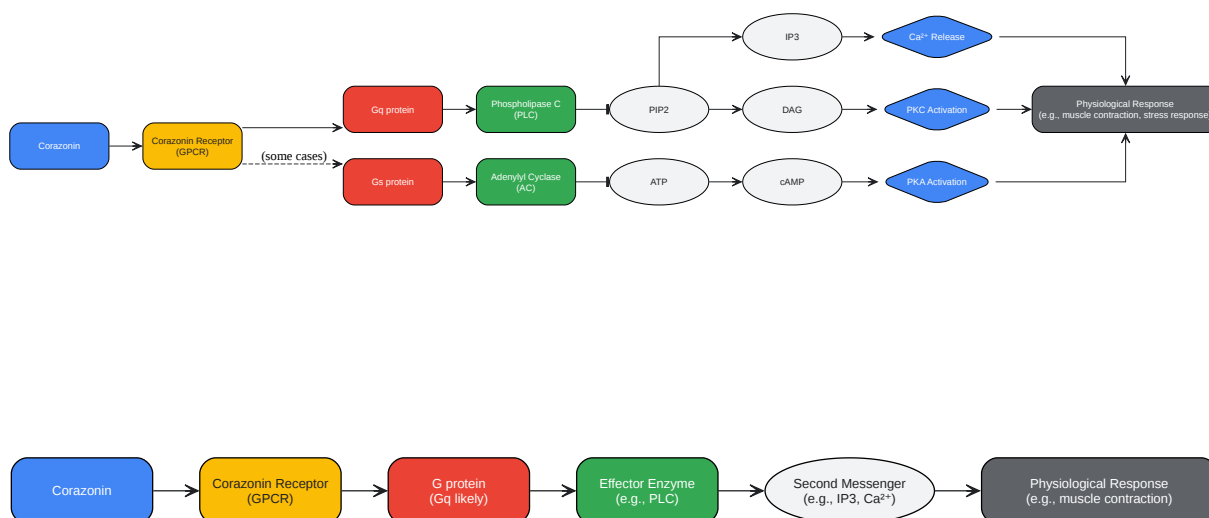 IP3
Ca²⁺ Release
Gq protein
Phospholipase C
(PLC)
PIP2
DAG
PKC Activation
Physiological Response
(e.g., muscle contraction, stress response
Corazonin
Corazonin Receptor
(GPCR)
(some cases)
Gs protein
Adenylyl Cyclase
(AC)
ATP
cAMP
PKA Activation
Corazonin
Corazonin Receptor
(GPCR)
G protein
(Gq likely)
Effector Enzyme
(e.g., PLC)
Second Messenger
(e.g., IP3, Ca²⁺)
Physiological Response
(e.g., muscle contraction)